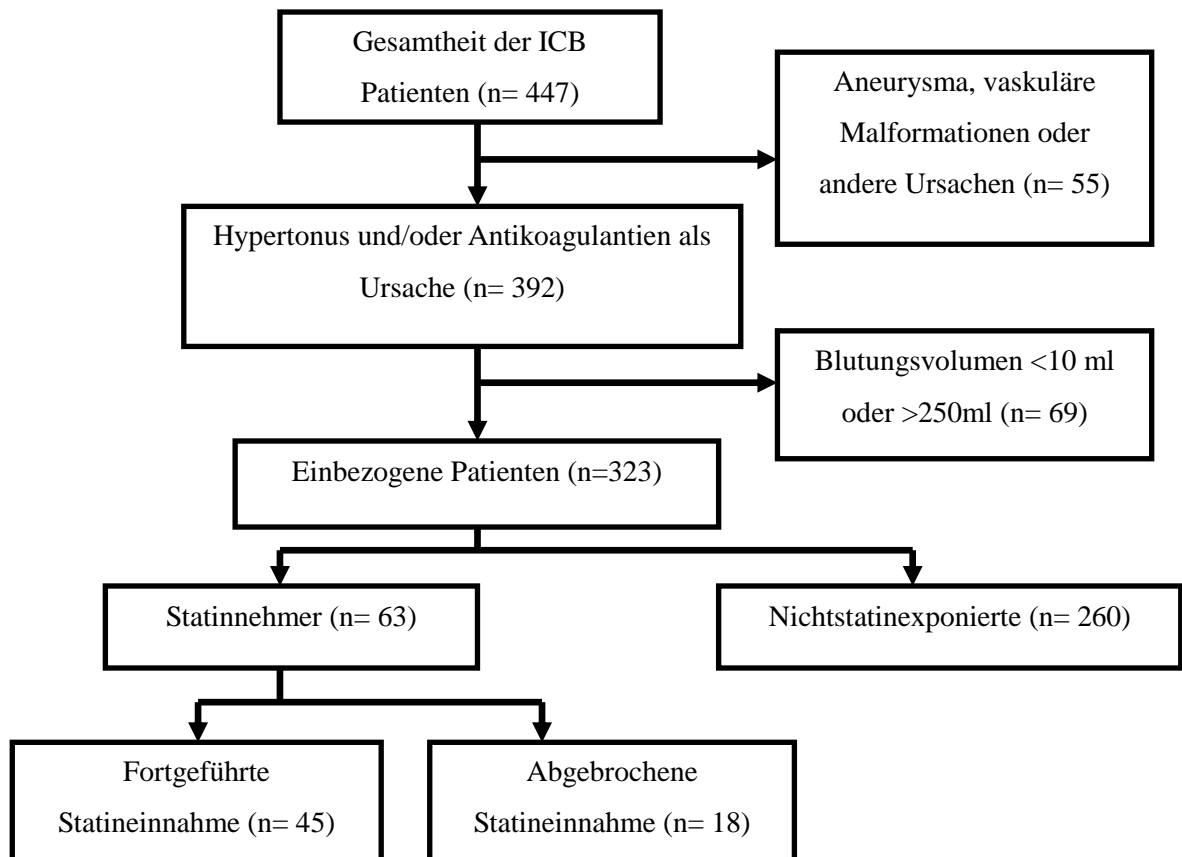 Gesamtheit der ICB
Patienten (n= 447)
Aneurysma, vaskuläre
Malformationen oder
andere Ursachen (n= 55)
Hypertonus und/oder Antikoagulantien als
Ursache (n= 392)
Blutungsvolumen <10 ml
oder >250ml (n= 69)
Einbezogene Patienten (n=323)
Statinnehmer (n= 63)
Nichtstatinexponierte (n= 260)
Fortgeführte
Statineinnahme (n= 45)
Abgebrochene
Statineinnahme (n= 18)